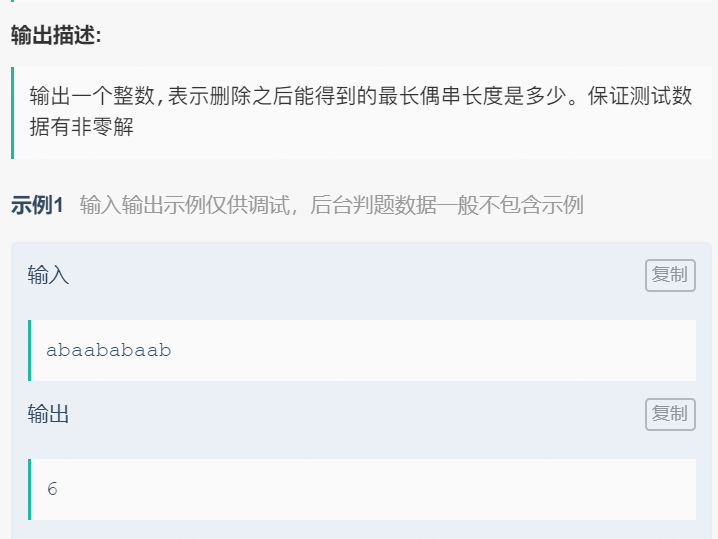 输出描述:
输出一个整数,表示删除之后能得到的最长偶串长度是多少。保证测试数
据有非零解
示例1 输入输出示例仅供调试，后台判题数据一般不包含示例
输入
复制
abaababaab
输出
复制
6